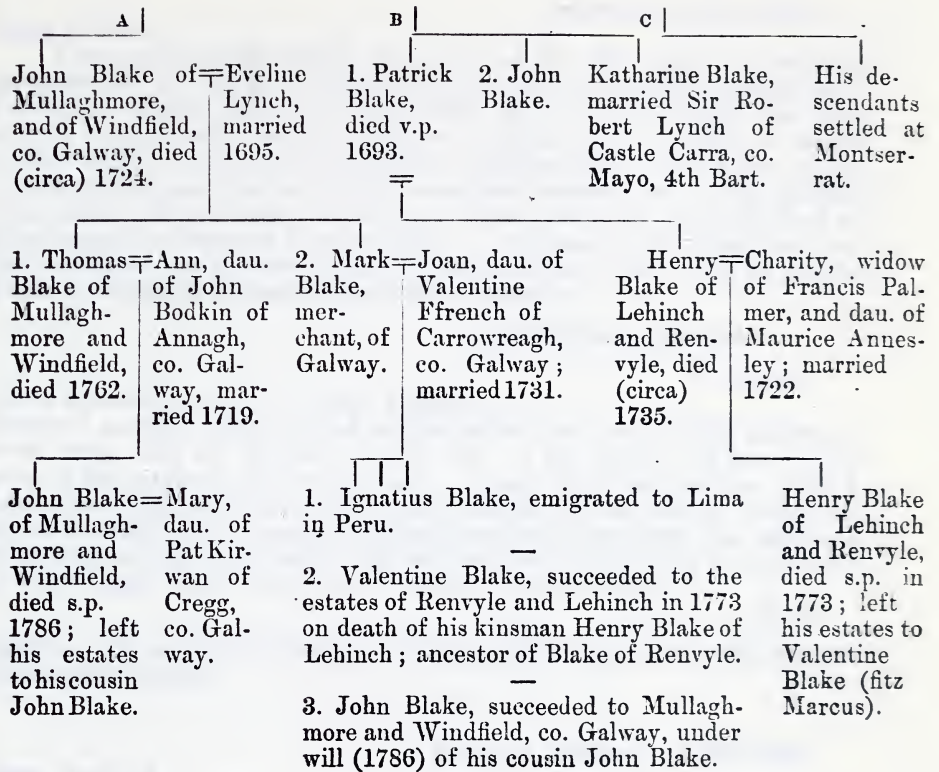 A
B
C
John Blake of
Mullaghmore,
and of Windfield,
co. Galway, died
(circa) 1724.
=Eveline
Lynch,
married
1695.
1. Patrick
Blake,
died v.p.
1693.
=
2. John
Blake.
Katharine Blake,
married Sir Ro-
bert Lynch of
Castle Carra, co.
Mayo, 4th Bart.
His de-
scendants
settled at
Montser-
rat.
1. Thomas
Blake of
Mullagh-
more and
Windfield,
died 1762.
=Ann, dau.
of John
Bodkin of
Annagh,
co. Gal-
way, mar-
ried 1719.
2. Mark
Blake,
mer-
chant, of
Galway.
=Joan, dau. of
Valentine
Ffrench of
Carrowreagh,
co. Galway ;
married 1731.
Henry
Blake of
Lehinch
and Ren-
vyle, died
(circa)
1735.
=Charity, widow
of Francis Pal-
mer, and dau. of
Maurice Annes-
ley ; married
1722.
John Blake
of Mullagh-
more and
Windfield,
died s.p.
1786 ; left
his estates
to his cousin
John Blake.
=Mary,
dau. of
Pat Kir-
wan of
Cregg,
co. Gal-
way.
1. Ignatius Blake, emigrated to Lima
in Peru.
—
2. Valentine Blake, succeeded to the
estates of Renvyle and Lehinch in 1773
on death of his kinsman Henry Blake of
Lehinch ; ancestor of Blake of Renvyle.
—
3. John Blake, succeeded to Mullagh-
more and Windfield, co. Galway, under
will (1786) of his cousin John Blake.
Henry Blake
of Lehinch
and Renvyle,
died s.p. in
1773 ; left
his estates to
Valentine
Blake (fitz
Marcus).